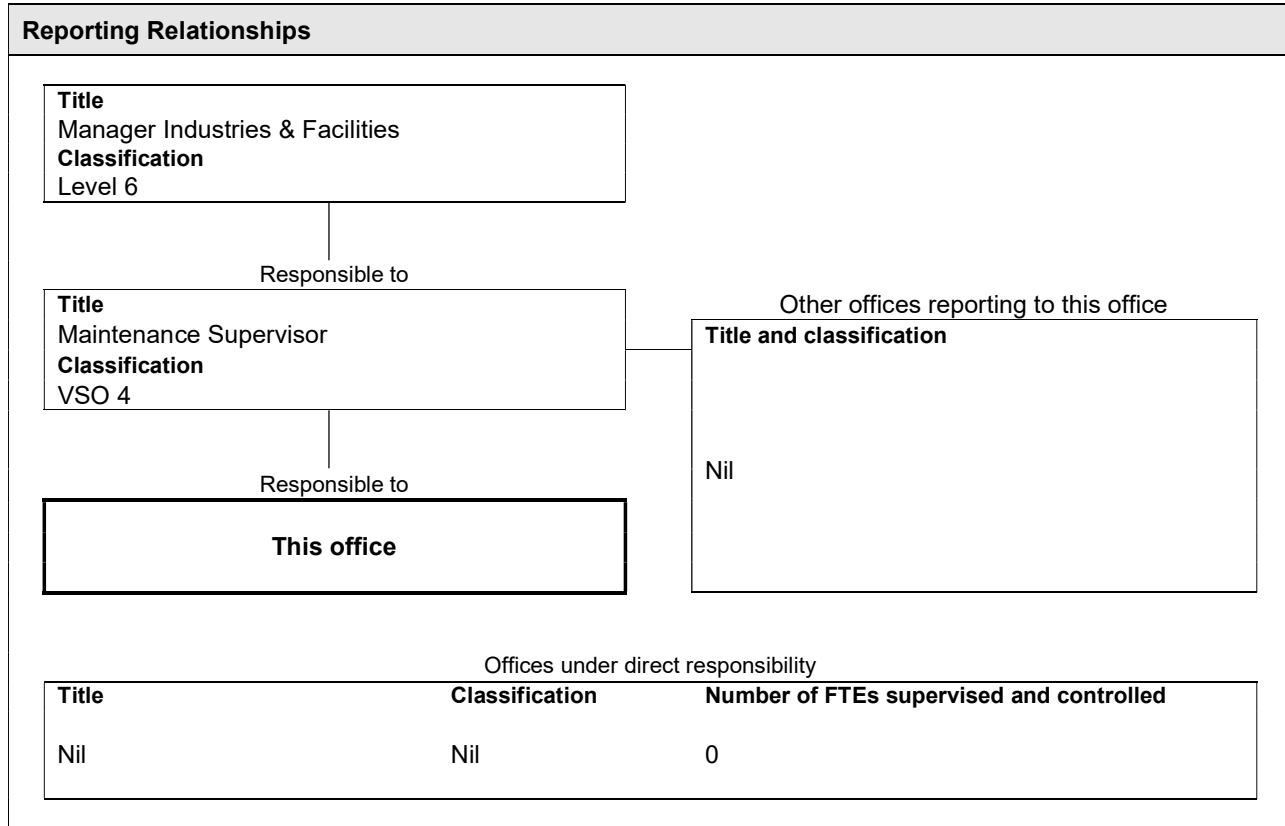 Reporting Relationships
Title
Manager Industries & Facilities
Classification
Level 6
Responsible to
Title
Maintenance Supervisor
Classification
VSO 4
Other offices reporting to this office
Title and classification
Nil
Responsible to
This office
Offices under direct responsibility
Title Classification Number of FTEs supervised and controlled
Nil Nil 0